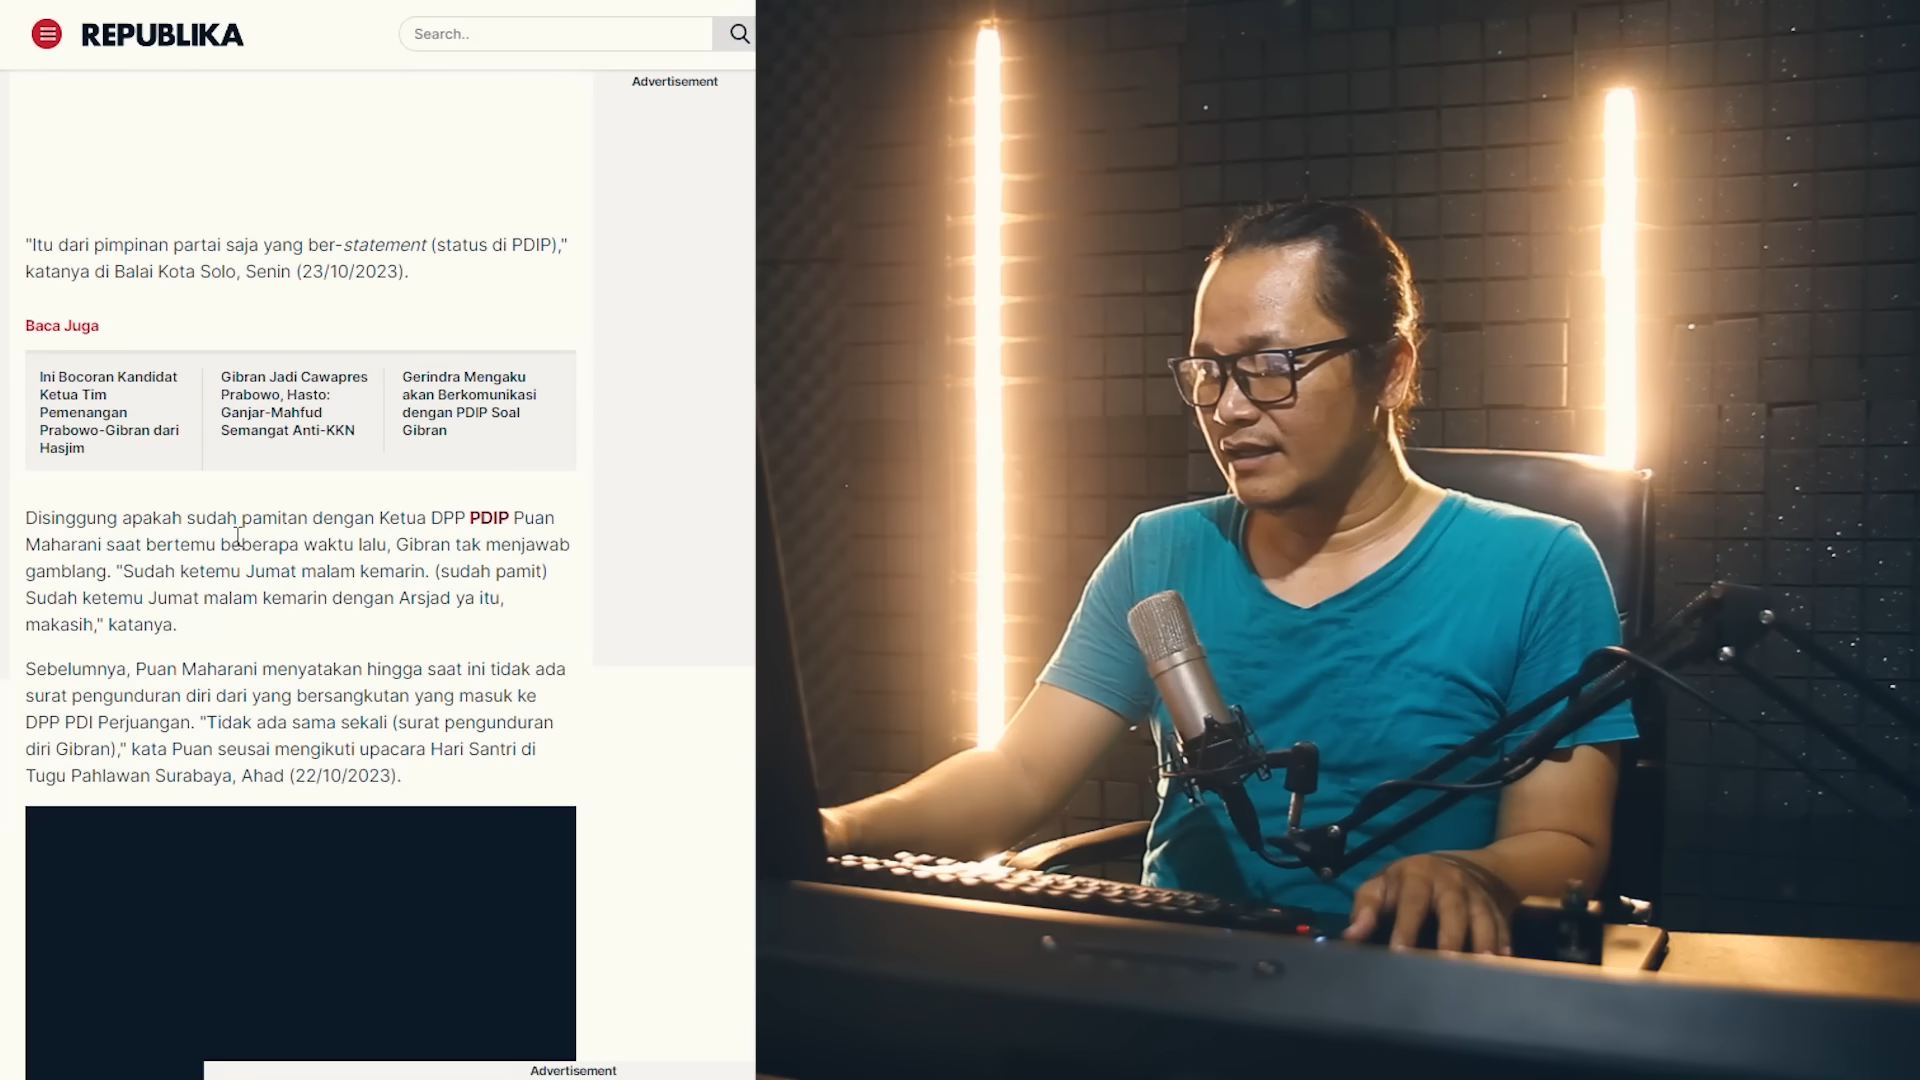 REPUBLIKA
Search..
Advertisement
"Itu dari pimpinan partai saja yang ber-statement (status di PDIP),"
katanya di Balai Kota Solo, Senin (23/10/2023).
Baca Juga
Ini Bocoran Kandidat
Ketua Tim
Pemenangan
Prabowo-Gibran dari
Hasjim
Gibran Jadi Cawapres
Prabowo, Hasto:
Ganjar-Mahfud
Semangat Anti-KKN
Gerindra Mengaku
akan Berkomunikasi
dengan PDIP Soal
Gibran
Disinggung apakah sudah pamitan dengan Ketua DPP PDIP Puan
Maharani saat bertemu beberapa waktu lalu, Gibran tak menjawab
gamblang. "Sudah ketemu Jumat malam kemarin. (sudah pamit)
Sudah ketemu Jumat malam kemarin dengan Arsjad ya itu,
makasih," katanya.
Sebelumnya, Puan Maharani menyatakan hingga saat ini tidak ada
surat pengunduran diri dari yang bersangkutan yang masuk ke
DPP PDI Perjuangan. "Tidak ada sama sekali (surat pengunduran
diri Gibran)," kata Puan seusai mengikuti upacara Hari Santri di
Tugu Pahlawan Surabaya, Ahad (22/10/2023).
Advertisement